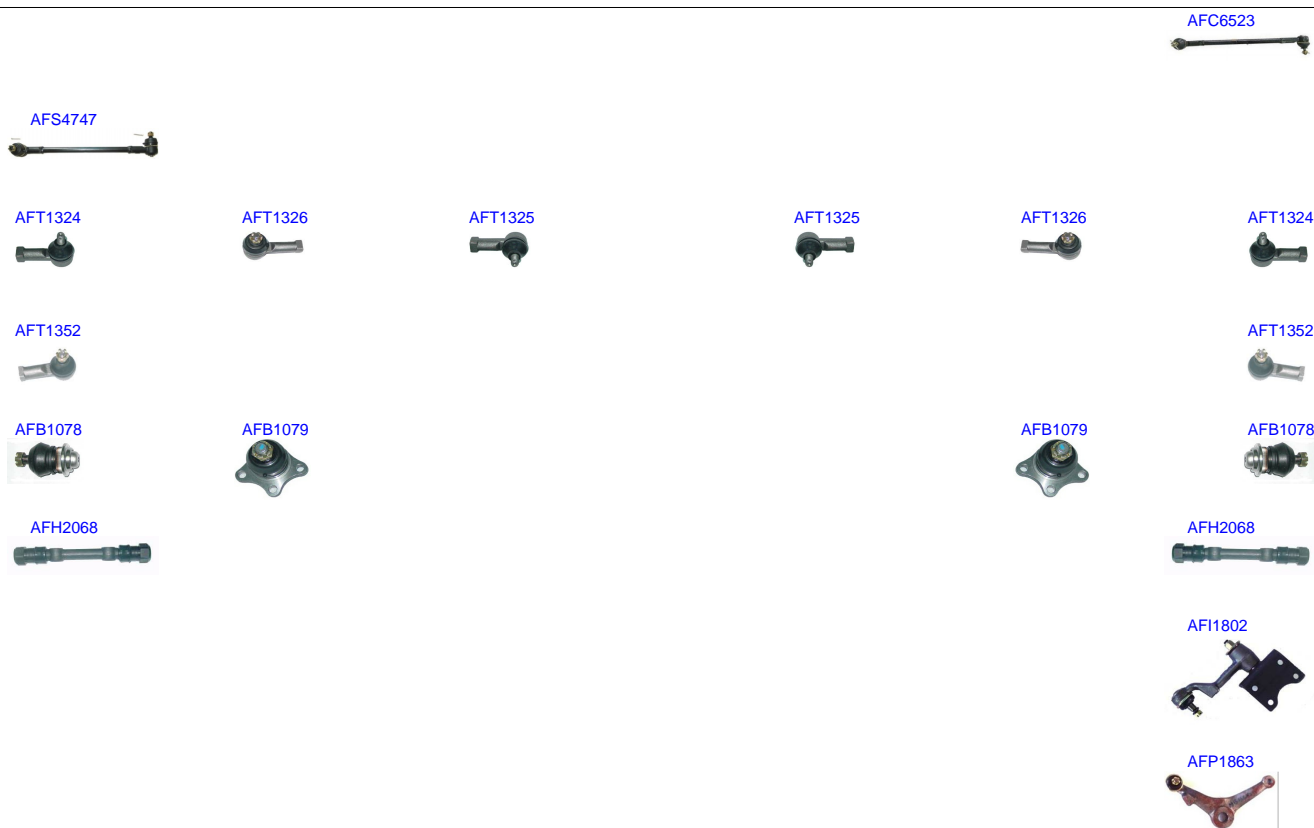 AFC6523
AFS4747
AFT1324 AFT1326 AFT1325 AFT1325 AFT1326 AFT1324
AFT1352 AFT1352
AFB1078 AFB1079 AFB1079 AFB1078
AFH2068 AFH2068
AFI1802
AFP1863